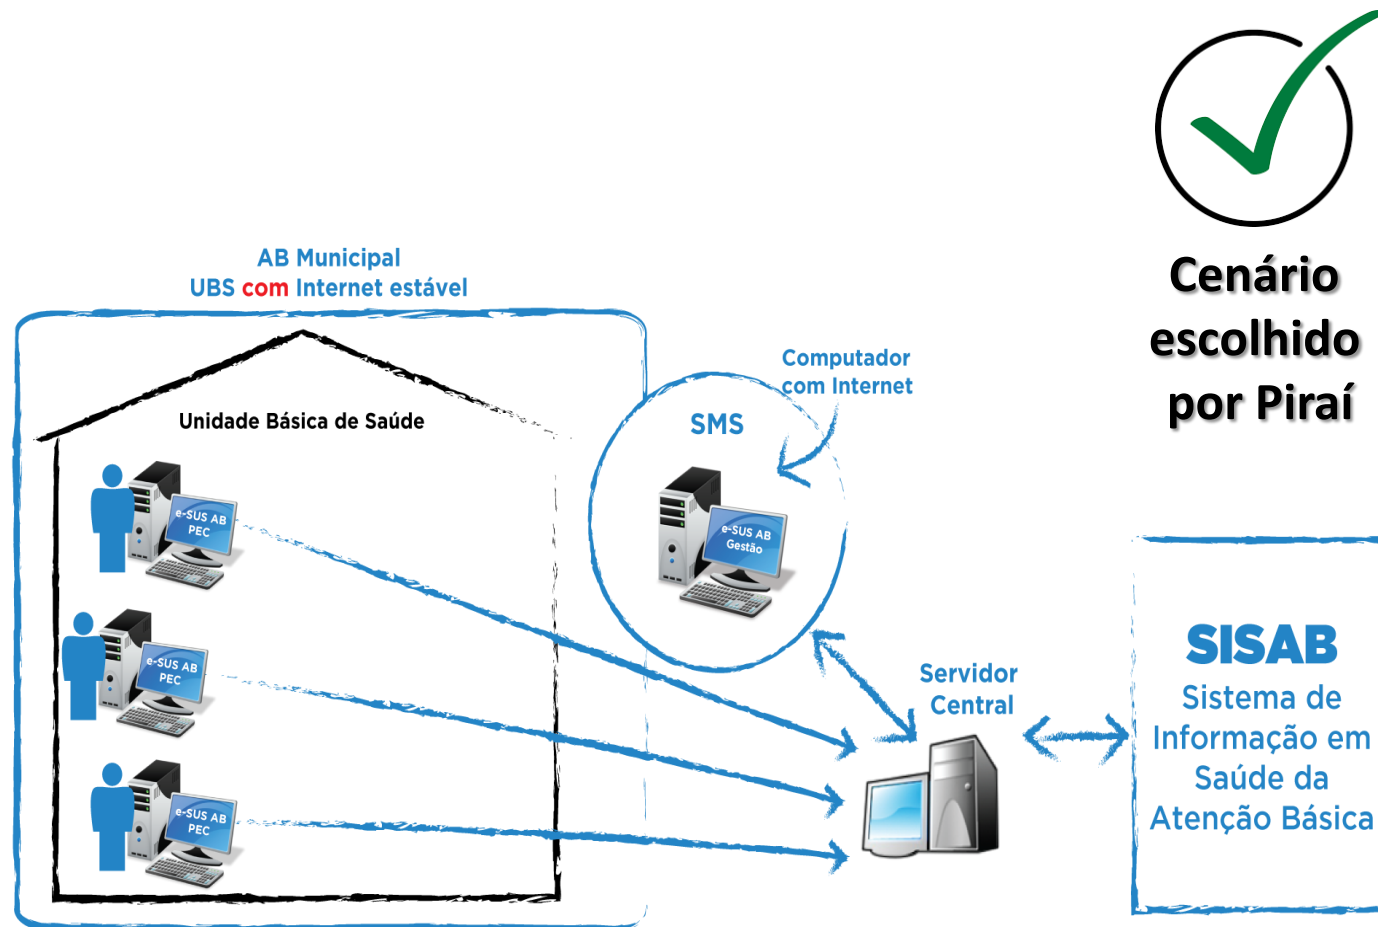 Cenário
escolhido
por Piraí
AB Municipal
UBS com Internet estável
Unidade Básica de Saúde
e-SUS AB
PEC
e-SUS AB
PEC
e-SUS AB
PEC
Computador
com Internet
SMS
e-SUS AB
Gestão
Servidor
Central
SISAB
Sistema de
Informação em
Saúde da
Atenção Básica